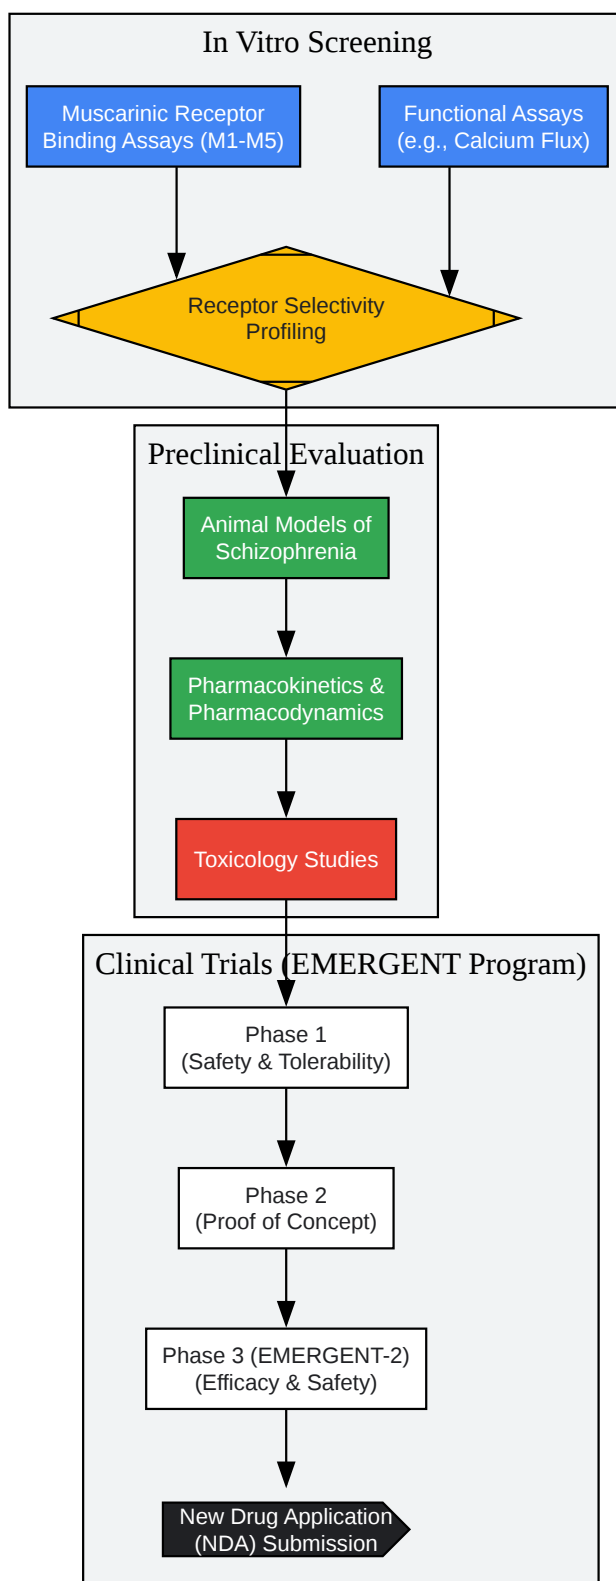 In Vitro Screening
Muscarinic Receptor
Binding Assays (M1-M5)
Functional Assays
(e.g., Calcium Flux)
Receptor Selectivity
Profiling
Preclinical Evaluation
Animal Models of
Schizophrenia
Pharmacokinetics &
Pharmacodynamics
Toxicology Studies
Clinical Trials (EMERGENT Program)
Phase 1
(Safety & Tolerability)
Phase 2
(Proof of Concept)
Phase 3 (EMERGENT-2)
(Efficacy & Safety)
New Drug Application
(NDA) Submission